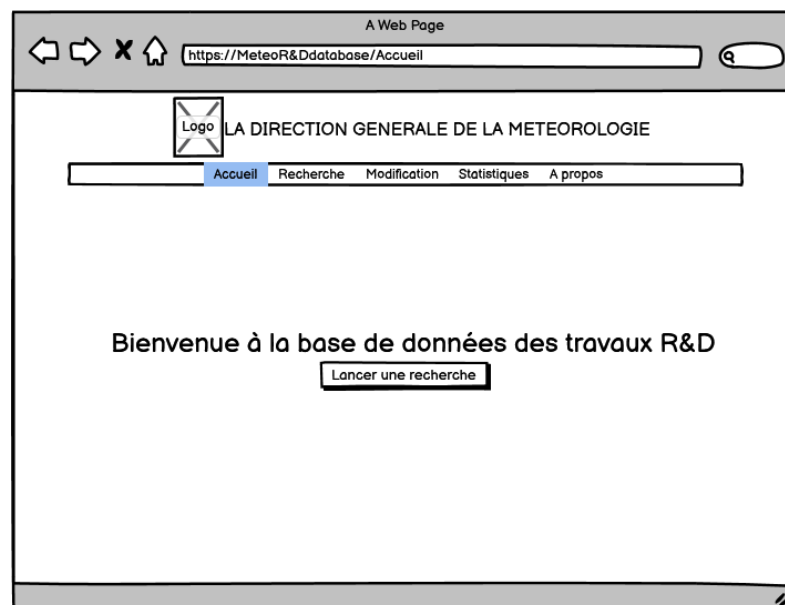 A Web Page
https://MeteoR&Ddatabase/Accueil
Logo LA DIRECTION GENERALE DE LA METEOROLOGIE
Accueil Recherche Modification Statistiques A propos
Bienvenue à la base de données des travaux R&D
Lancer une recherche